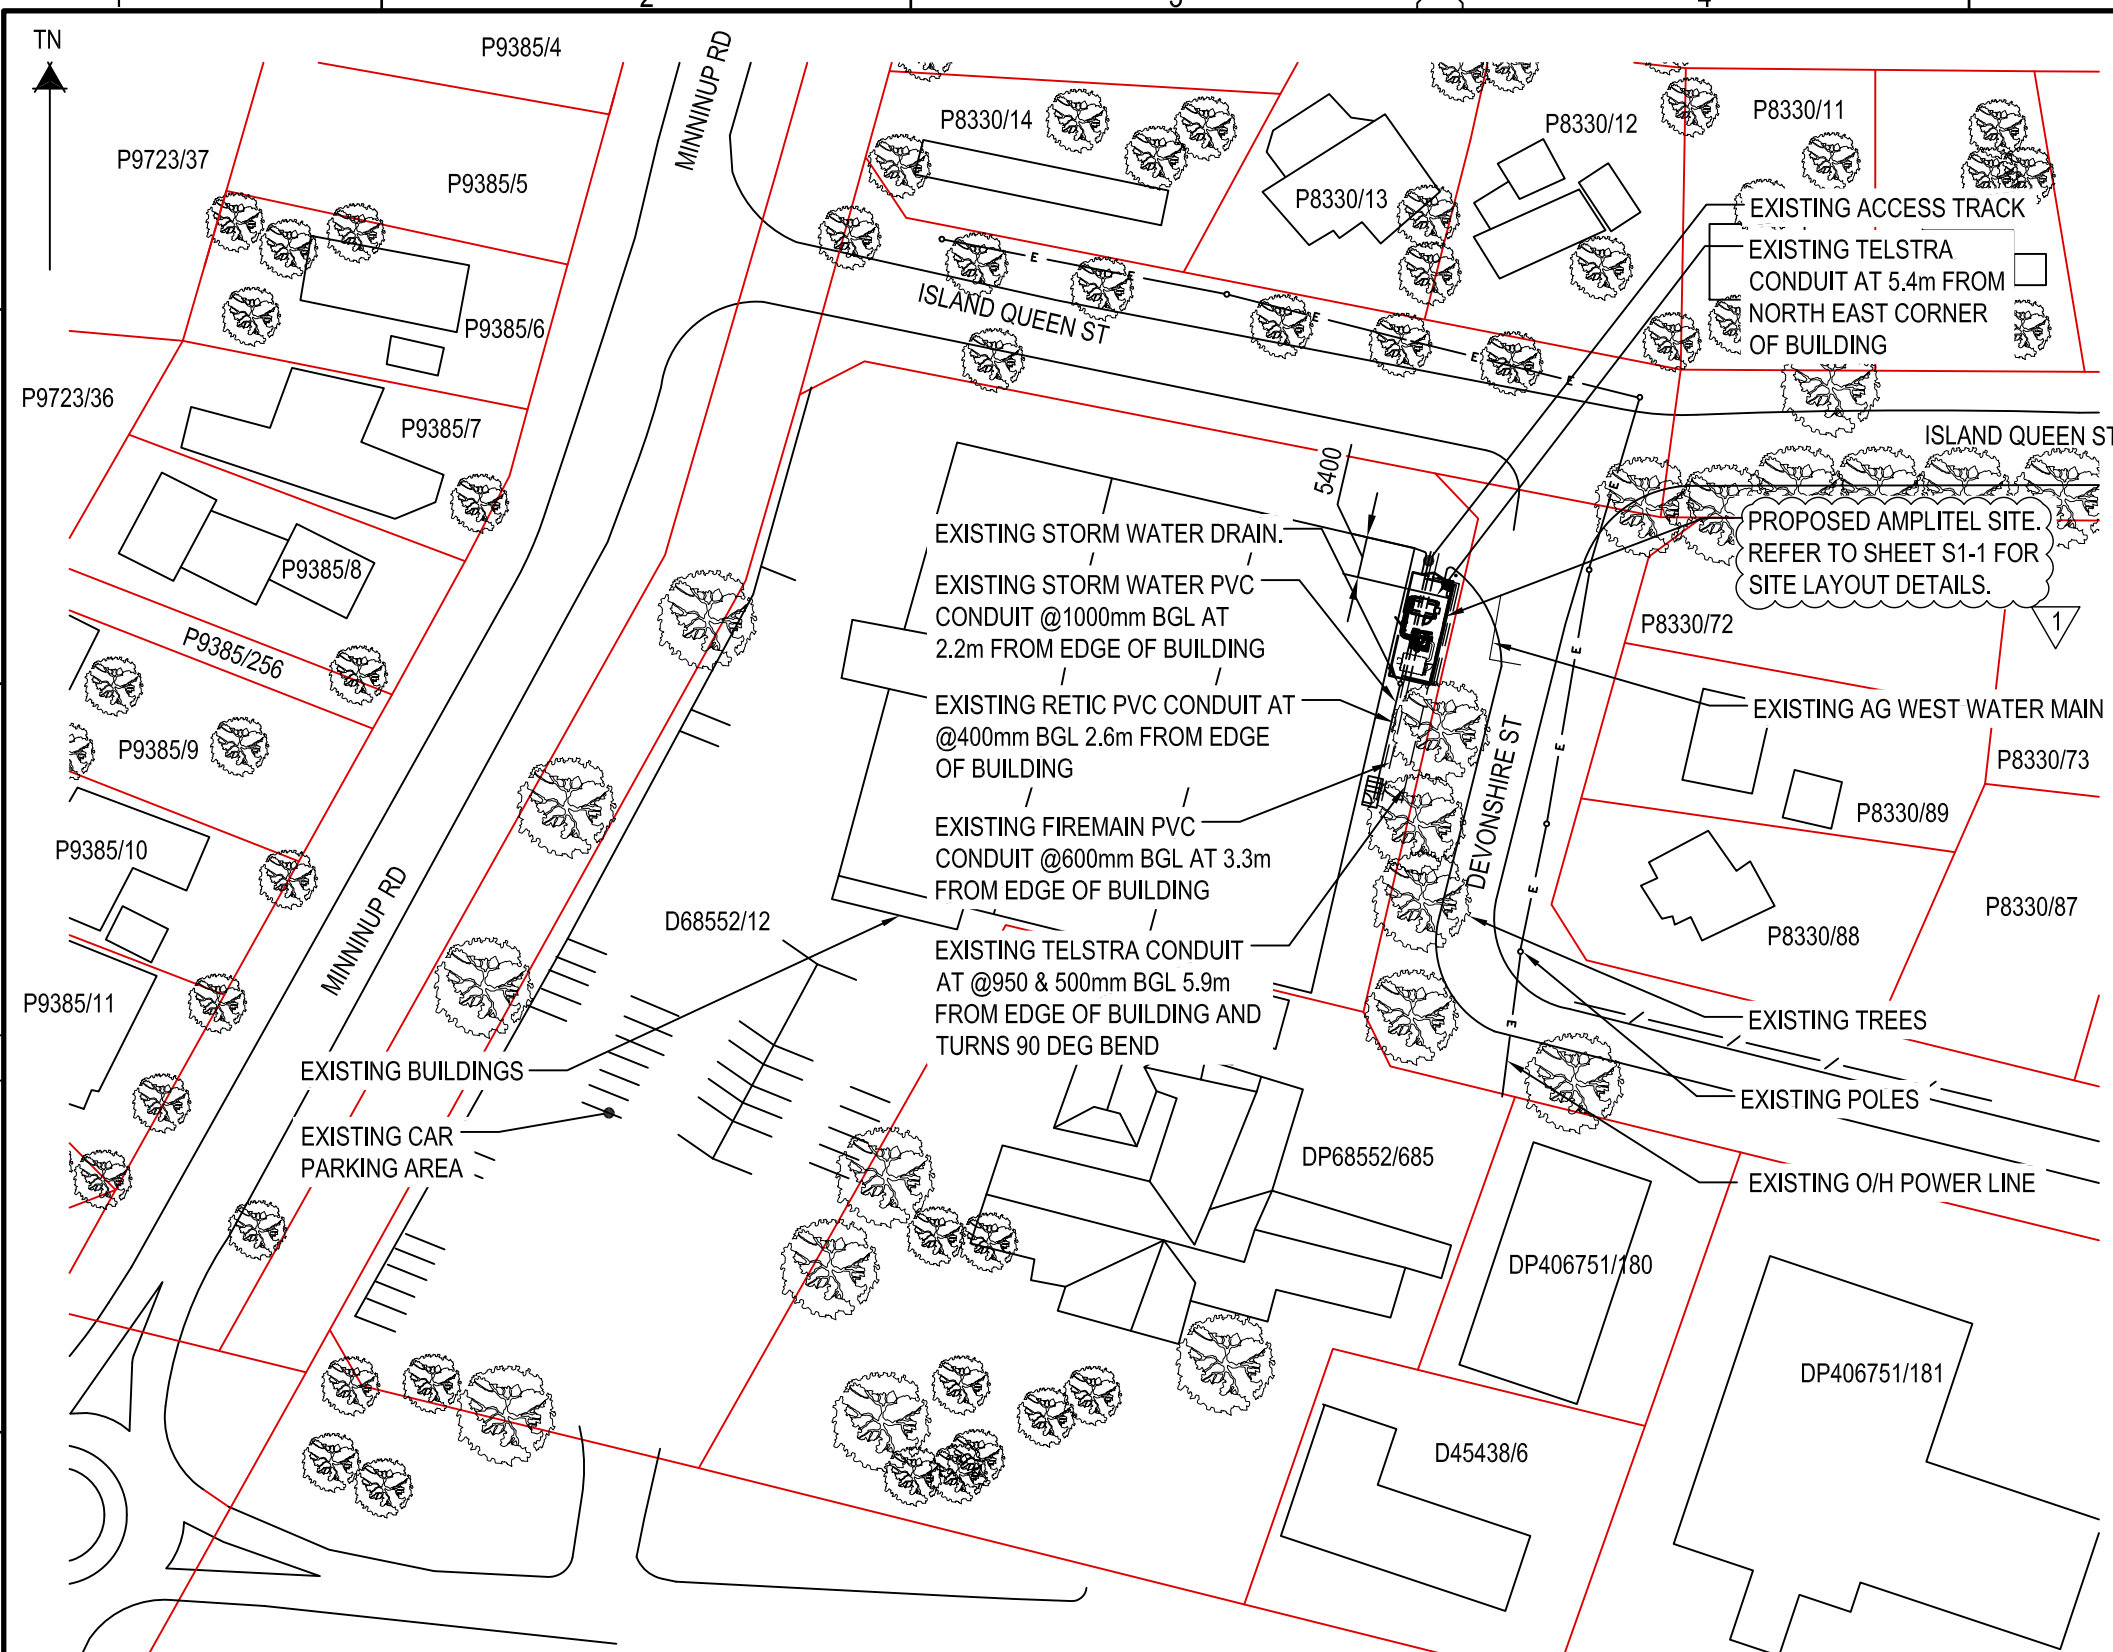 2
4
TN
P9385/4
MINNINUP RD
P9723/37
P9385/5
P8330/14
P8330/13
P8330/12
P8330/11
EXISTING ACCESS TRACK
EXISTING TELSTRA
CONDUIT AT 5.4m FROM
NORTH EAST CORNER
OF BUILDING
E
E
E
E
E
ISLAND QUEEN ST
P9385/6
P9723/36
P9385/7
ISLAND QUEEN ST
5400
E
EXISTING STORM WATER DRAIN.
PROPOSED AMPLITEL SITE.
REFER TO SHEET S1-1 FOR
SITE LAYOUT DETAILS.
1
P9385/8
EXISTING STORM WATER PVC
CONDUIT @1000mm BGL AT
2.2m FROM EDGE OF BUILDING
P8330/72
E
P9385/256
EXISTING RETIC PVC CONDUIT AT
@400mm BGL 2.6m FROM EDGE
OF BUILDING
EXISTING AG WEST WATER MAIN
P9385/9
E
DEVONSHIRE ST
P8330/73
P8330/89
EXISTING FIREMAIN PVC
CONDUIT @600mm BGL AT 3.3m
FROM EDGE OF BUILDING
P9385/10
MINNINUP RD
E
D68552/12
P8330/87
P8330/88
EXISTING TELSTRA CONDUIT
AT @950 & 500mm BGL 5.9m
FROM EDGE OF BUILDING AND
TURNS 90 DEG BEND
P9385/11
E
EXISTING TREES
EXISTING BUILDINGS
EXISTING POLES
EXISTING CAR
PARKING AREA
DP68552/685
EXISTING O/H POWER LINE
DP406751/180
DP406751/181
D45438/6